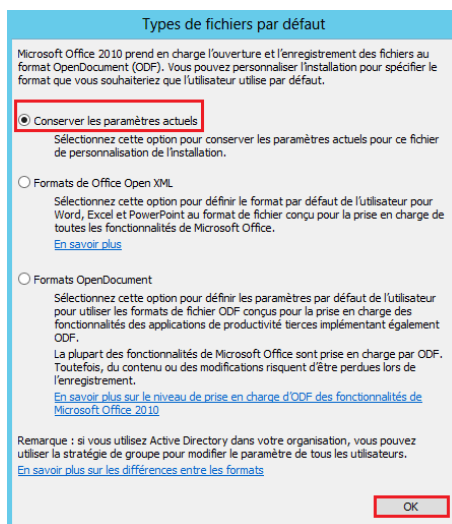 Types de fichiers par défaut
Microsoft Office 2010 prend en charge l'ouverture et l'enregistrement des fichiers au
format OpenDocument (ODF). Vous pouvez personnaliser l'installation pour spécifier le
format que vous souhaiteriez que l'utilisateur utilise par défaut.
Conserver les paramètres actuels
Sélectionnez cette option pour conserver les paramètres actuels pour ce fichier
de personnalisation de l'installation.
Formats de Office Open XML
Sélectionnez cette option pour définir le format par défaut de l'utilisateur pour
Word, Excel et PowerPoint au format de fichier conçu pour la prise en charge de
toutes les fonctionnalités de Microsoft Office.
En savoir plus
Formats OpenDocument
Sélectionnez cette option pour définir les paramètres par défaut de l'utilisateur
pour utiliser les formats de fichier ODF conçus pour la prise en charge des
fonctionnalités des applications de productivité tierces implémentant également
ODF.
La plupart des fonctionnalités de Microsoft Office sont prise en charge par ODF.
Toutefois, du contenu ou des modifications risquent d'être perdues lors de
l'enregistrement.
En savoir plus sur le niveau de prise en charge d'ODF des fonctionnalités de
Microsoft Office 2010
Remarque : si vous utilisez Active Directory dans votre organisation, vous pouvez
utiliser la stratégie de groupe pour modifier le paramètre de tous les utilisateurs.
En savoir plus sur les différences entre les formats
OK